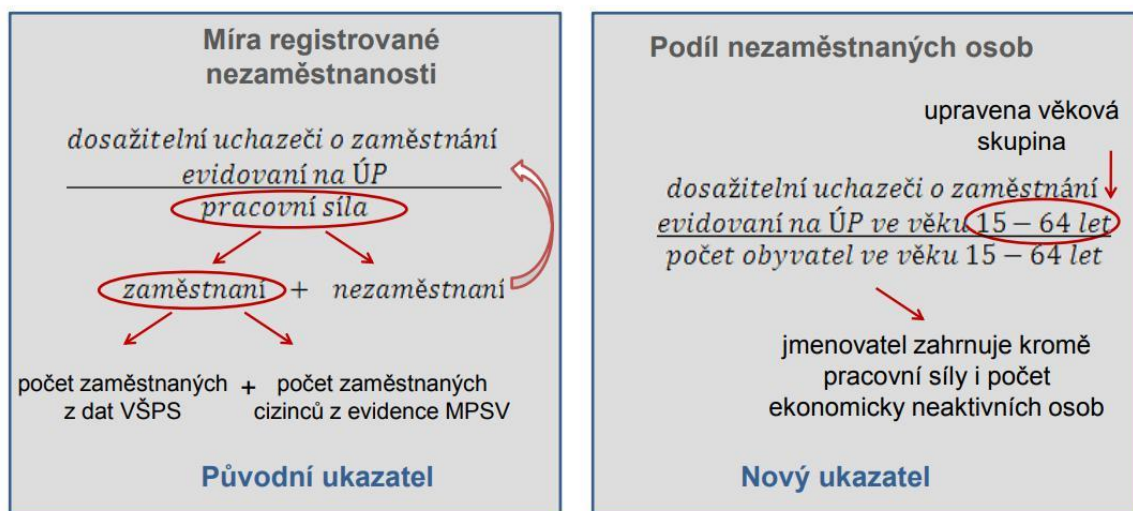 Míra registrované
nezaměstnanosti
dosažitelní uchazeči o zaměstnání
evidovaní na ÚP
pracovní síla
zaměstnaní + nezaměstnaní
počet zaměstnaných + počet zaměstnaných
z dat VŠPS cizinců z evidence MPSV
Původní ukazatel
Podíl nezaměstnaných osob
upravena věková
skupina
dosažitelní uchazeči o zaměstnání
evidovaní na ÚP ve věku 15 – 64 let
počet obyvatel ve věku 15 – 64 let
jmenovatel zahrnuje kromě
pracovní síly i počet
ekonomicky neaktivních osob
Nový ukazatel